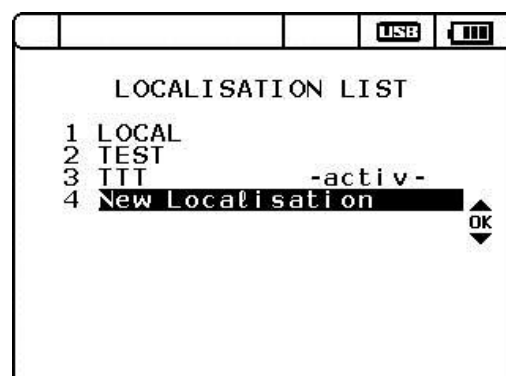 USB
LOCALISATION LIST
1 LOCAL
2 TEST
3 TTT -activ-
4 New Localisation
OK